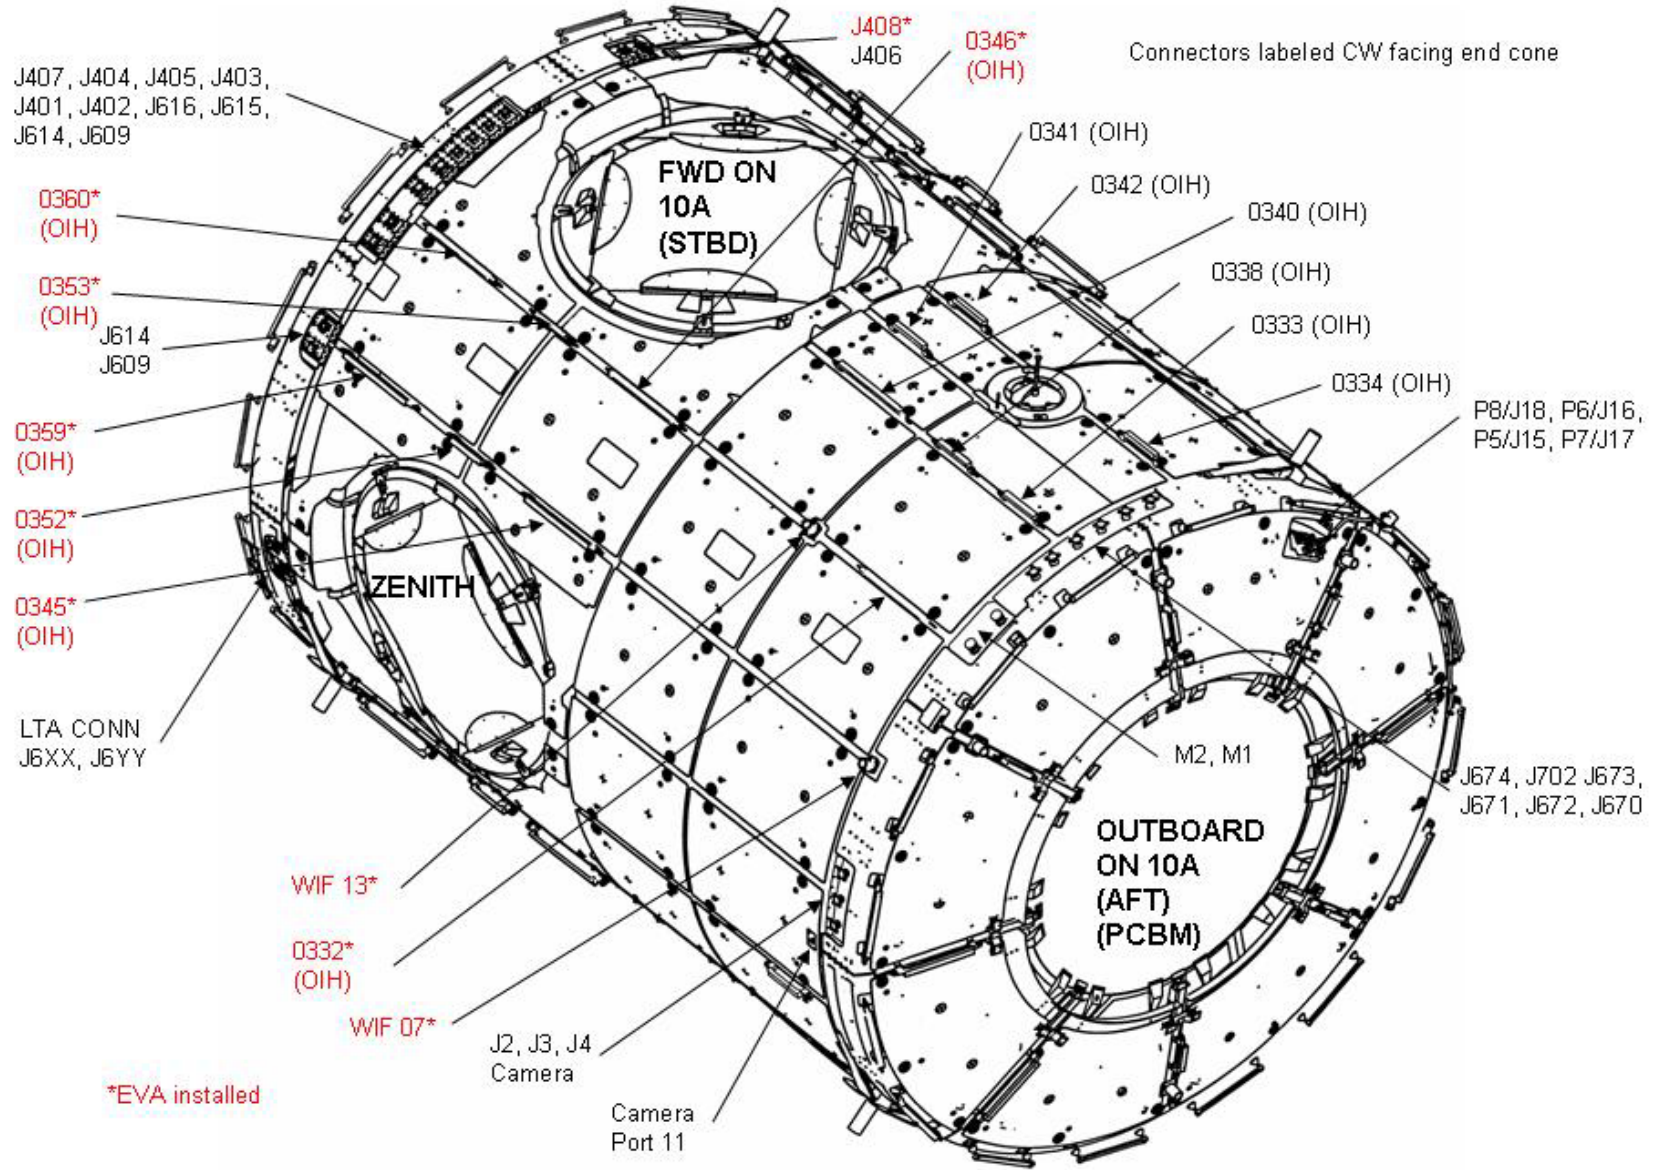 J408*
J406
0346*
(OIH)
Connectors labeled CW facing end cone
J407, J404, J405, J403,
J401, J402, J616, J615,
J614, J609
0341 (OIH)
FWD ON
10A
(STBD)
0342 (OIH)
0360*
(OIH)
0340 (OIH)
0338 (OIH)
0353*
(OIH)
J614
J609
0333 (OIH)
0334 (OIH)
P8/J18, P6/J16,
P5/J15, P7/J17
0359*
(OIH)
0352*
(OIH)
ZENITH
0345*
(OIH)
LTA CONN
J6XX, J6YY
M2, M1
J674, J702 J673,
J671, J672, J670
OUTBOARD
ON 10A
(AFT)
(PCBM)
WIF 13*
0332*
(OIH)
WIF 07*
J2, J3, J4
Camera
*EVA installed
Camera
Port 11